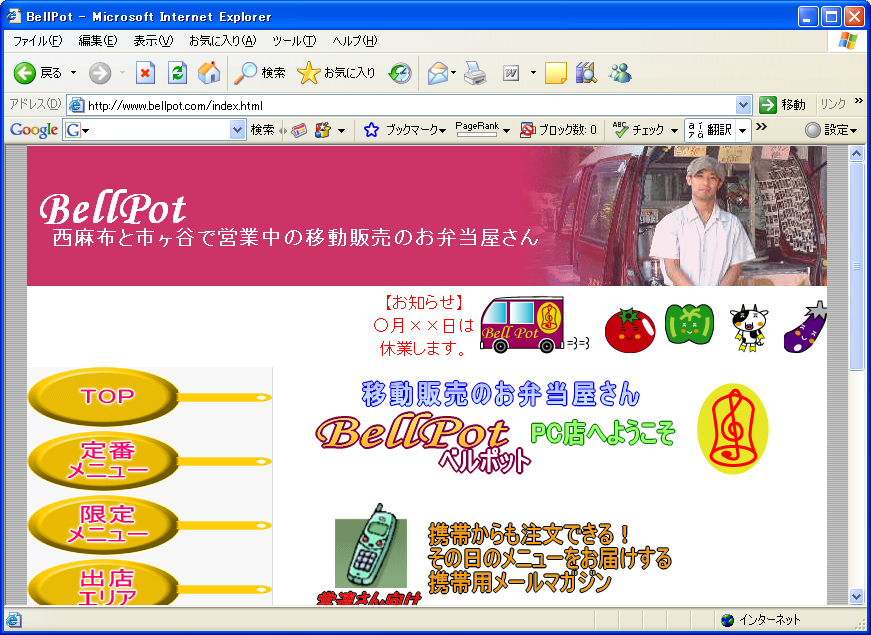 BellPot - Microsoft Internet Explorer
ファイル(F) 編集(E) 表示(V) お気に入り(A) ツール(T) ヘルプ(H)
戻る 検索 お気に入り
アドレス(D) http://www.bellpot.com/index.html 移動 リンク »
Google G 検索 ブックマーク PageRank ブロック数: 0 ABC チェック 翻訳 » 設定
BellPot
西麻布と市ヶ谷で営業中の移動販売のお弁当屋さん
【お知らせ】
〇月××日は
休業します。
Bell Pot
TOP
定番
メニュー
限定
メニュー
出店
エリア
移動販売のお弁当屋さん
BellPot PC店へようこそ
ベルポット
携帯からも注文できる！
その日のメニューをお届けする
携帯用メールマガジン
常連さん向け
インターネット